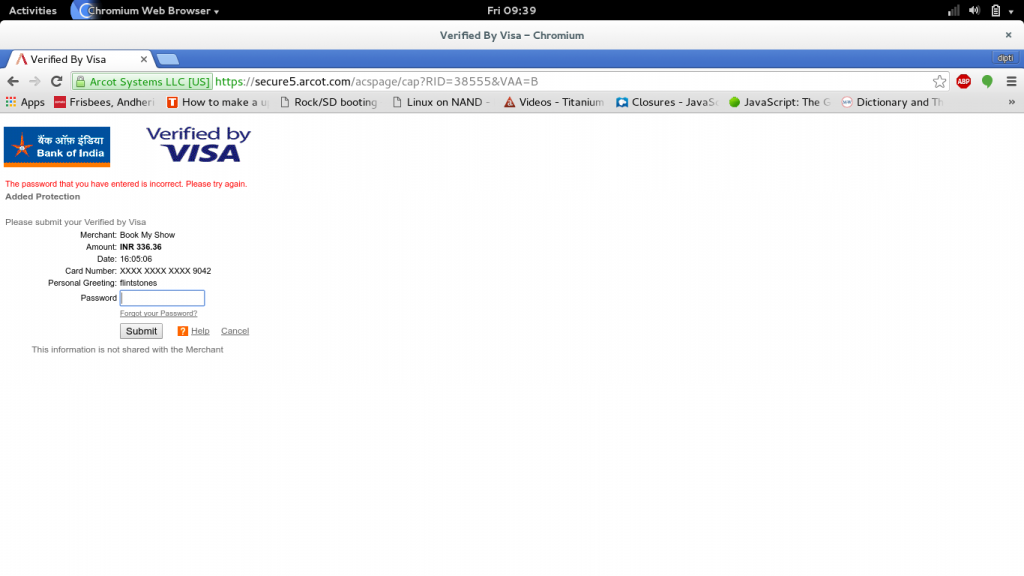 Activities Chromium Web Browser Fri 09:39
Verified By Visa – Chromium
Verified By Visa dipti
Arcot Systems LLC [US] https://secure5.arcot.com/acspage/cap?RID=38555&VAA=B ABP
Apps Frisbees, Andheri How to make a u Rock/SD booting Linux on NAND - Videos - Titanium Closures - JavaSc JavaScript: The G Dictionary and Th »
बैंक ऑफ़ इंडिया
Bank of India
Verified by
VISA
The password that you have entered is incorrect. Please try again.
Added Protection
Please submit your Verified by Visa
Merchant: Book My Show
Amount: INR 336.36
Date: 16:05:06
Card Number: XXXX XXXX XXXX 9042
Personal Greeting: flintstones
Password
Forgot your Password?
Submit ? Help Cancel
This information is not shared with the Merchant